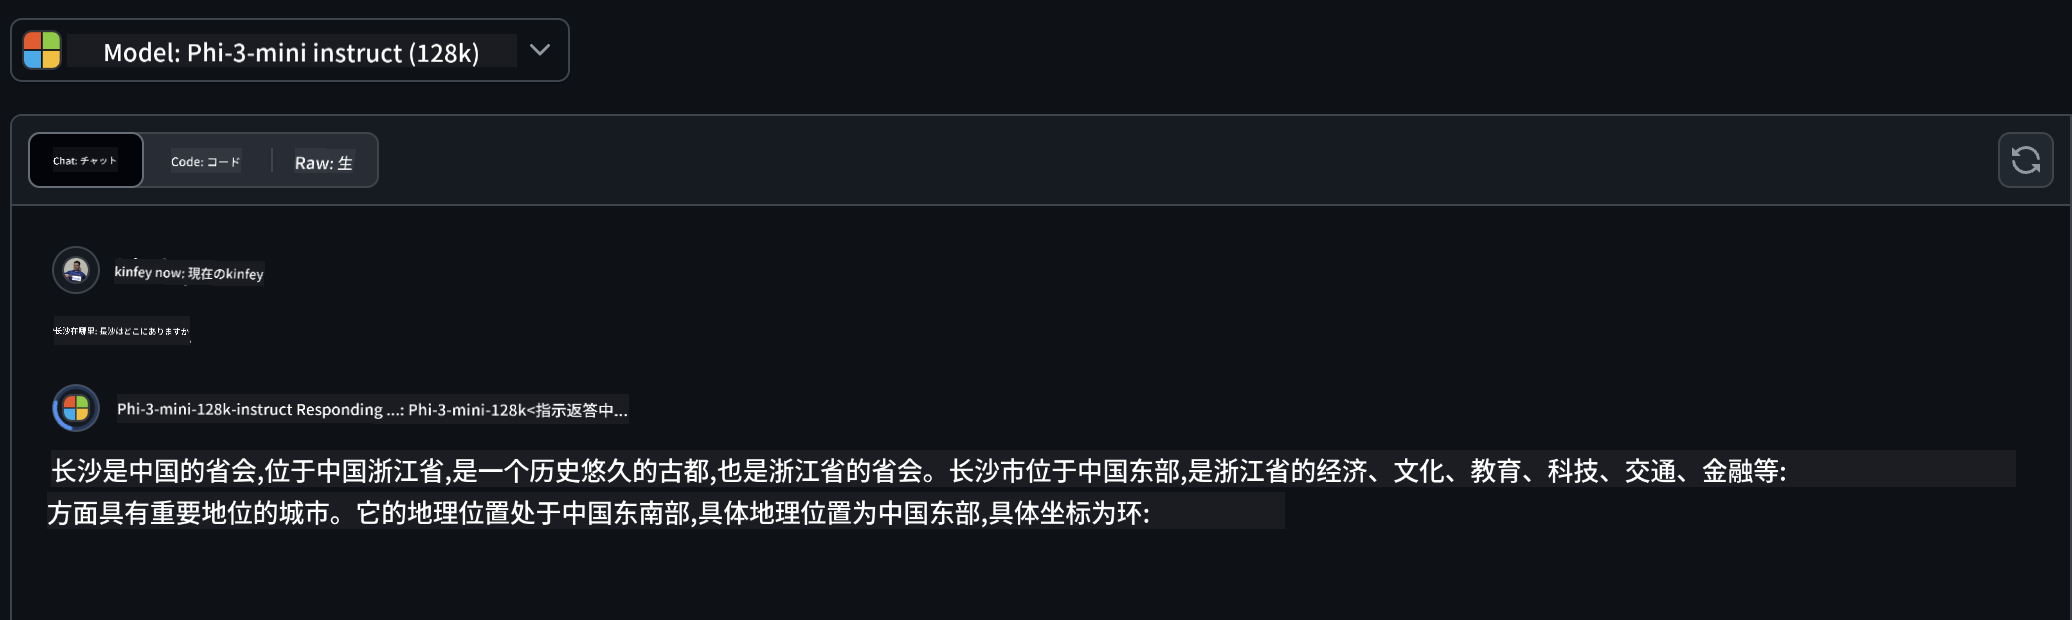 Model: Phi-3-mini instruct (128k)
Chat: チャット
Code: コード
Raw: 生
kinfey now: 現在のkinfey
长沙在哪里: 長沙はどこにありますか
Phi-3-mini-128k-instruct Responding ...: Phi-3-mini-128k<指示返答中...
长沙是中国的省会,位于中国浙江省,是一个历史悠久的古都,也是浙江省的省会。长沙市位于中国东部,是浙江省的经济、文化、教育、科技、交通、金融等:
方面具有重要地位的城市。它的地理位置处于中国东南部,具体地理位置为中国东部,具体坐标为环: